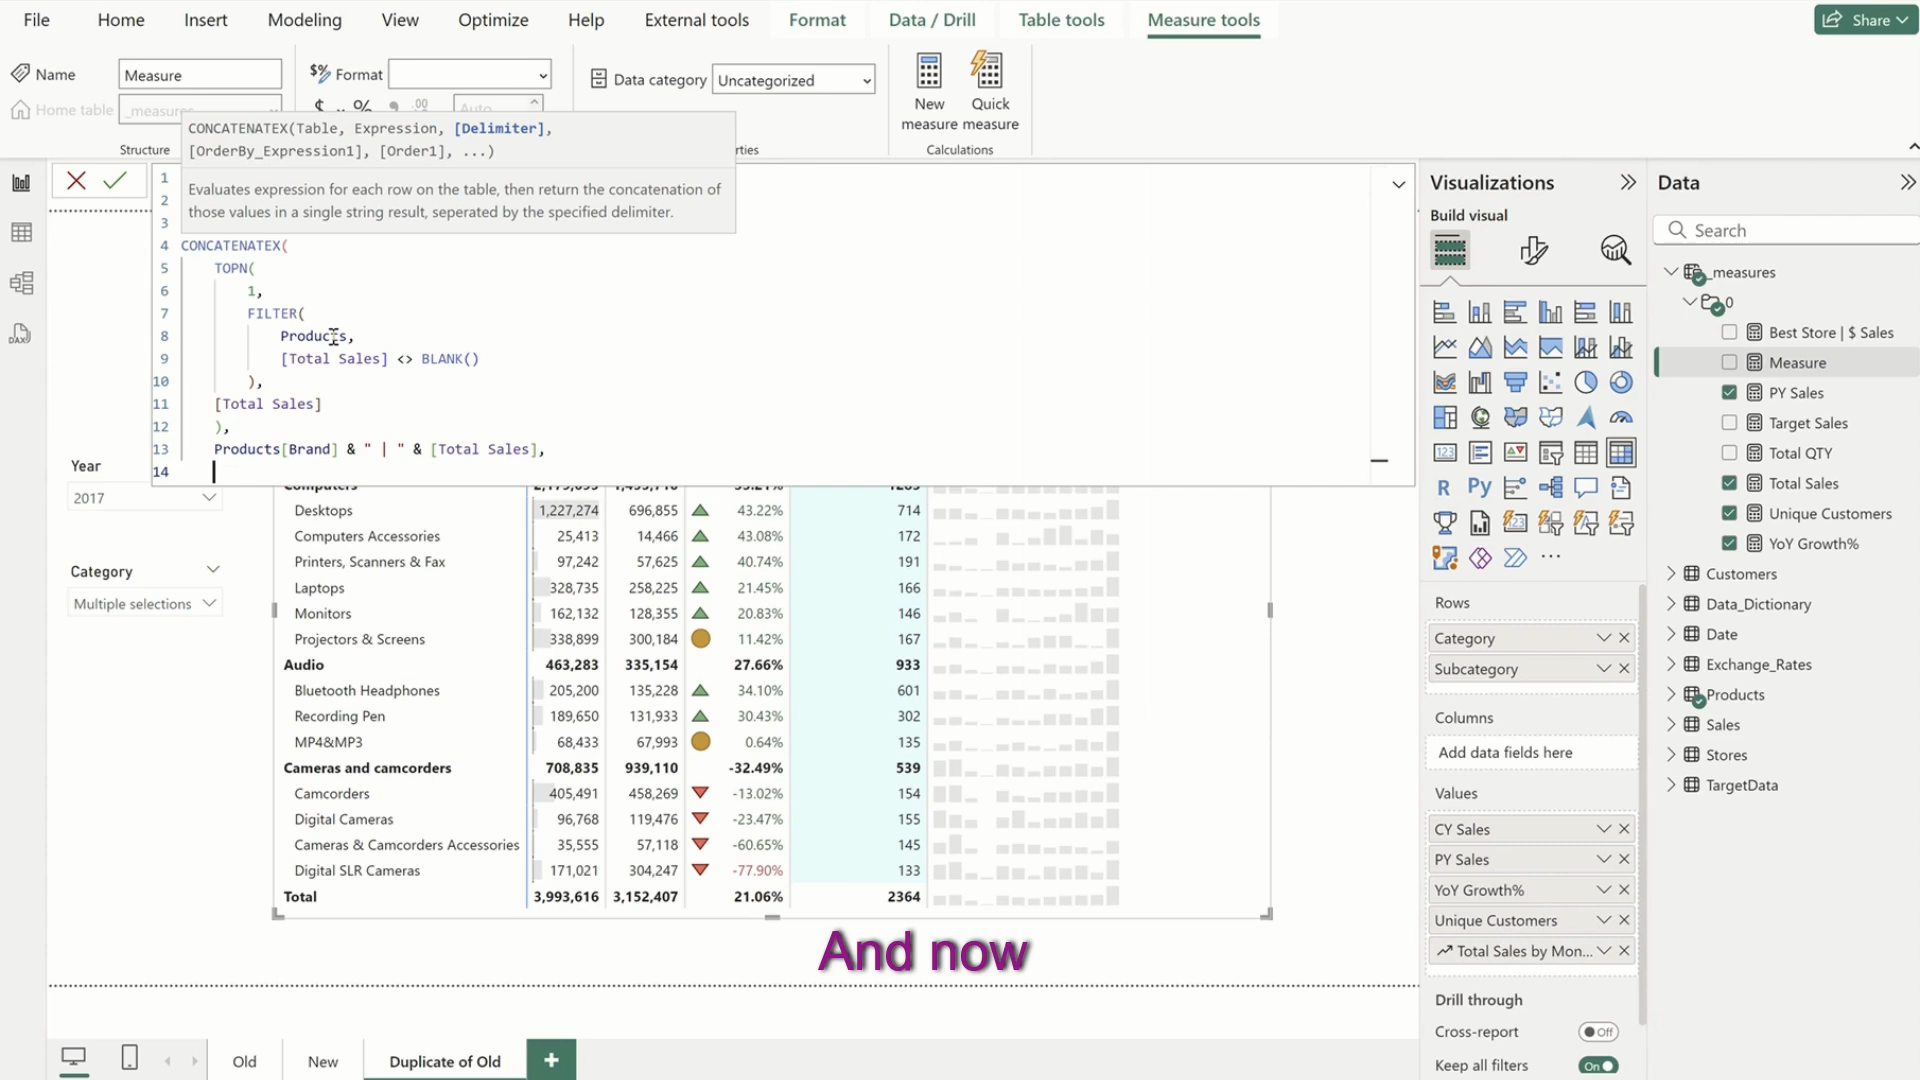 File Home Insert Modeling View Optimize Help External tools Format Data / Drill Table tools Measure tools Share
Name Measure $% Format Data category Uncategorized
Home table _measures $ % 9 .00 Auto
New measure
Quick measure
Structure rties Calculations
CONCATENATEX(Table, Expression, [Delimiter],
[OrderBy_Expression1], [Order1], ...)
Evaluates expression for each row on the table, then return the concatenation of
those values in a single string result, seperated by the specified delimiter.
1
2
3
4 CONCATENATEX(
5 TOPN(
6 1,
7 FILTER(
8 Products,
9 [Total Sales] <> BLANK()
10 ),
11 [Total Sales]
12 ),
13 Products[Brand] & " | " & [Total Sales],
14
Year
2017
Category
Multiple selections
Computers
Desktops 1,227,274 696,855 43.22% 714
Computers Accessories 25,413 14,466 43.08% 172
Printers, Scanners & Fax 97,242 57,625 40.74% 191
Laptops 328,735 258,225 21.45% 166
Monitors 162,132 128,355 20.83% 146
Projectors & Screens 338,899 300,184 11.42% 167
Audio 463,283 335,154 27.66% 933
Bluetooth Headphones 205,200 135,228 34.10% 601
Recording Pen 189,650 131,933 30.43% 302
MP4&MP3 68,433 67,993 0.64% 135
Cameras and camcorders 708,835 939,110 -32.49% 539
Camcorders 405,491 458,269 -13.02% 154
Digital Cameras 96,768 119,476 -23.47% 155
Cameras & Camcorders Accessories 35,555 57,118 -60.65% 145
Digital SLR Cameras 171,021 304,247 -77.90% 133
Total 3,993,616 3,152,407 21.06% 2364
And now
Old New Duplicate of Old +
Visualizations
Build visual
123
R Py
123
...
Rows
Category
Subcategory
Columns
Add data fields here
Values
CY Sales
PY Sales
YoY Growth%
Unique Customers
Total Sales by Mon...
Drill through
Cross-report Off
Keep all filters On
Data
Search
_measures
0
Best Store | $ Sales
Measure
PY Sales
Target Sales
Total QTY
Total Sales
Unique Customers
YoY Growth%
Customers
Data_Dictionary
Date
Exchange_Rates
Products
Sales
Stores
TargetData
DAX